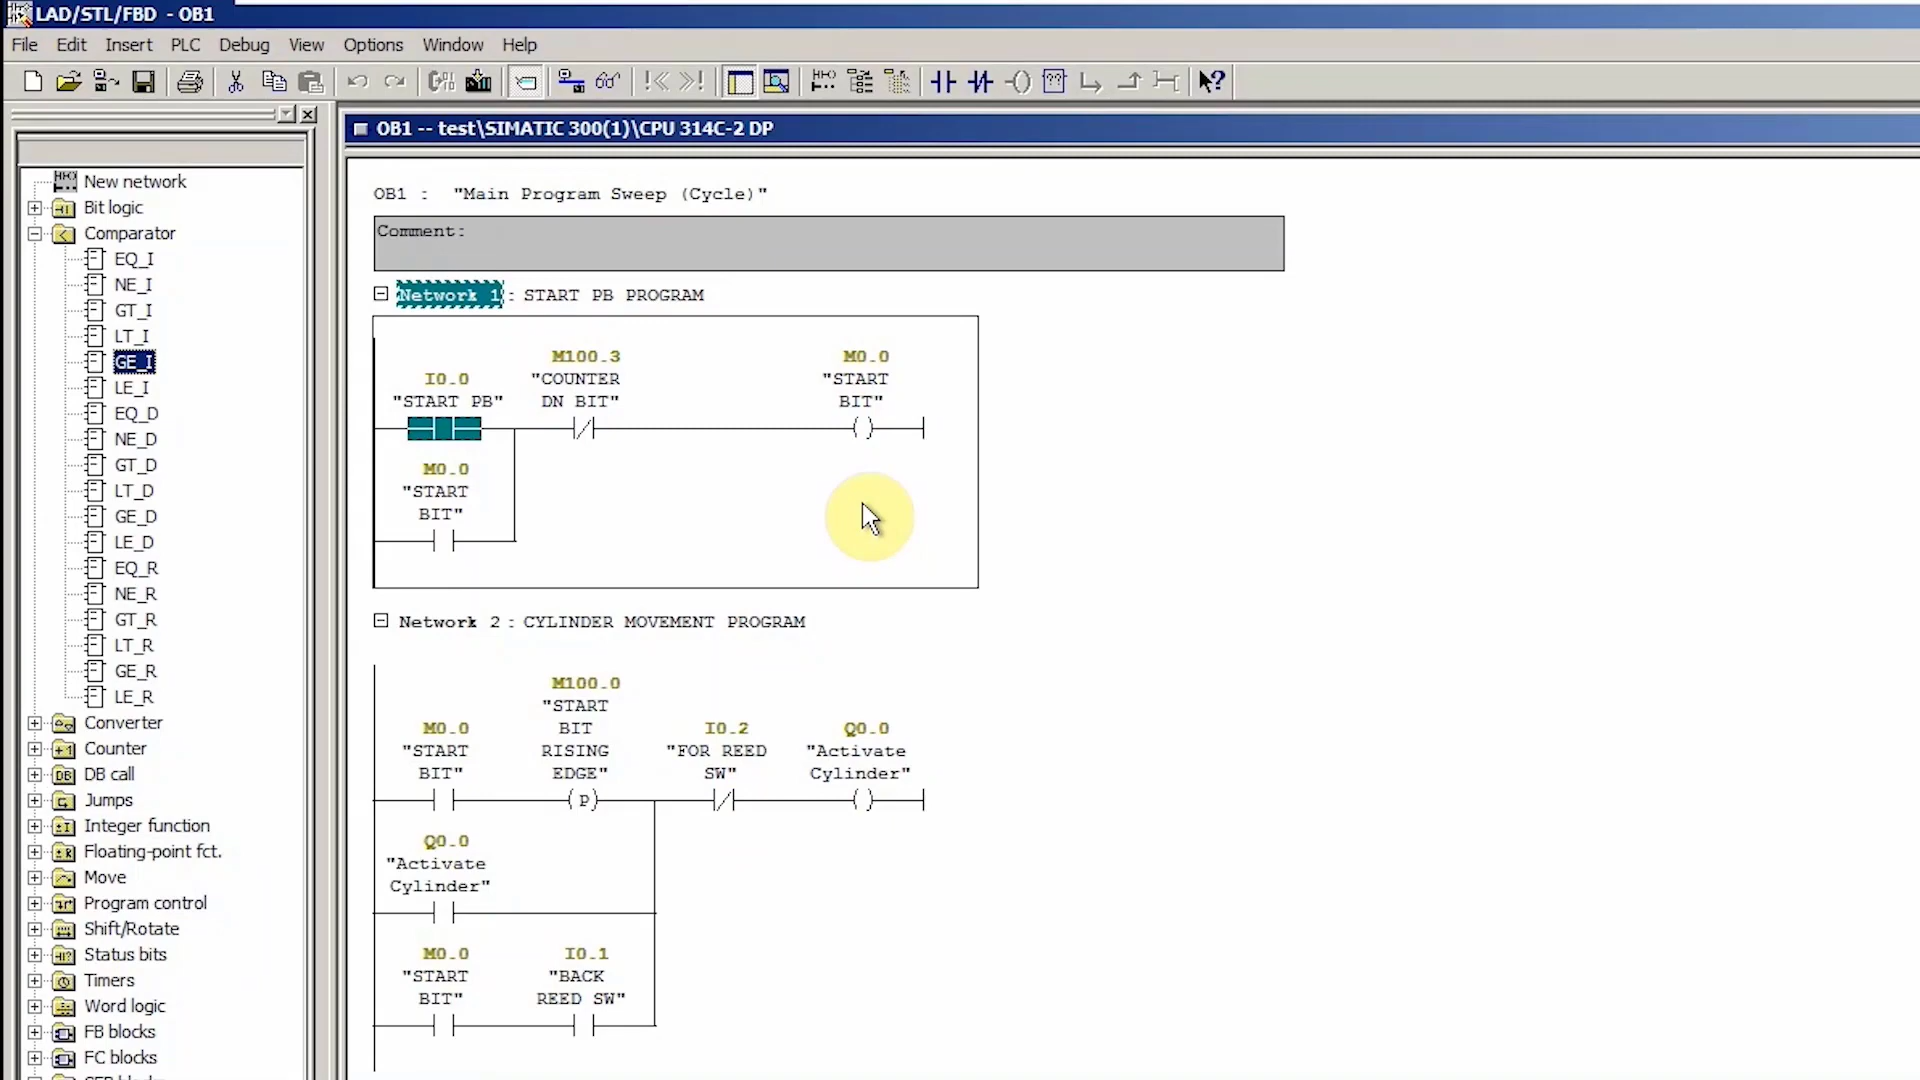 LAD/STL/FBD - OB1
File Edit Insert PLC Debug View Options Window Help
OB1 -- test\SIMATIC 300(1)\CPU 314C-2 DP
New network
Bit logic
Comparator
EQ_I
NE_I
GT_I
LT_I
GE_I
LE_I
EQ_D
NE_D
GT_D
LT_D
GE_D
LE_D
EQ_R
NE_R
GT_R
LT_R
GE_R
LE_R
Converter
Counter
DB call
Jumps
Integer function
Floating-point fct.
Move
Program control
Shift/Rotate
Status bits
Timers
Word logic
FB blocks
FC blocks
OB1 : "Main Program Sweep (Cycle)"
Comment:
Network 1: START PB PROGRAM
M100.3 M0.0
I0.0 "COUNTER "START
"START PB" DN BIT" BIT"
M0.0
"START
BIT"
Network 2: CYLINDER MOVEMENT PROGRAM
M100.0
"START
M0.0 BIT I0.2 Q0.0
"START RISING "FOR REED "Activate
BIT" EDGE" SW" Cylinder"
P
Q0.0
"Activate
Cylinder"
M0.0 I0.1
"START "BACK
BIT" REED SW"